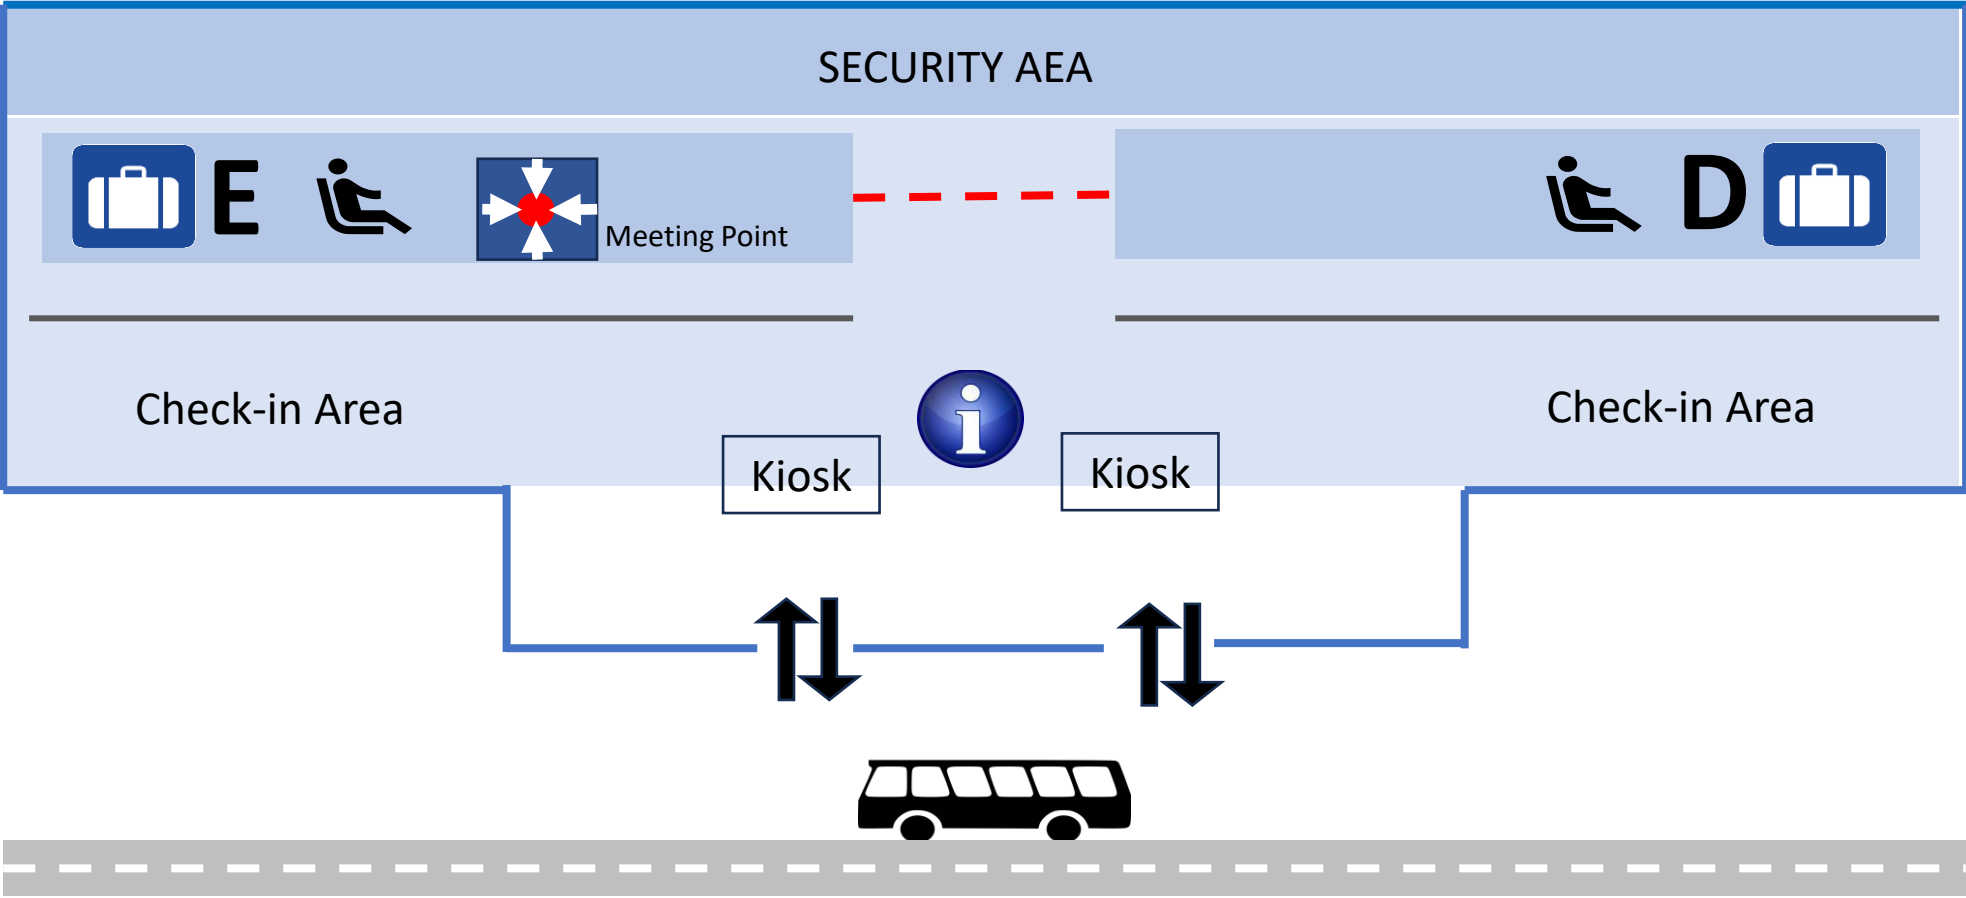 SECURITY AEA
E
Meeting Point
D
Check-in Area
Check-in Area
Kiosk
Kiosk